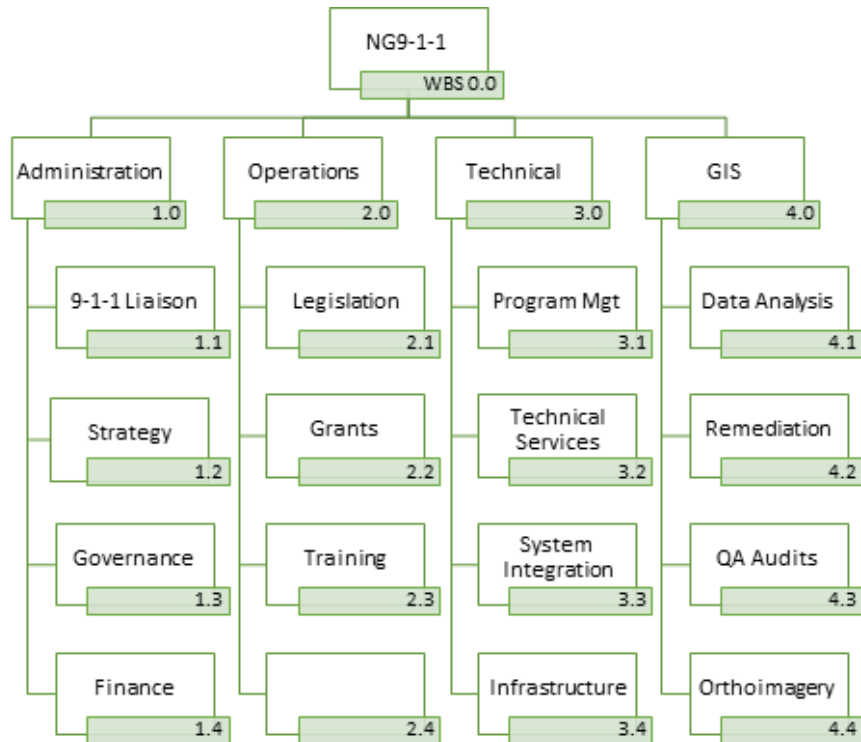 NG9-1-1
WBS 0.0
Administration
1.0
Operations
2.0
Technical
3.0
GIS
4.0
9-1-1 Liaison
1.1
Legislation
2.1
Program Mgt
3.1
Data Analysis
4.1
Strategy
1.2
Grants
2.2
Technical
Services
3.2
Remediation
4.2
Governance
1.3
Training
2.3
System
Integration
3.3
QA Audits
4.3
Finance
1.4
2.4
Infrastructure
3.4
Orthoimagery
4.4